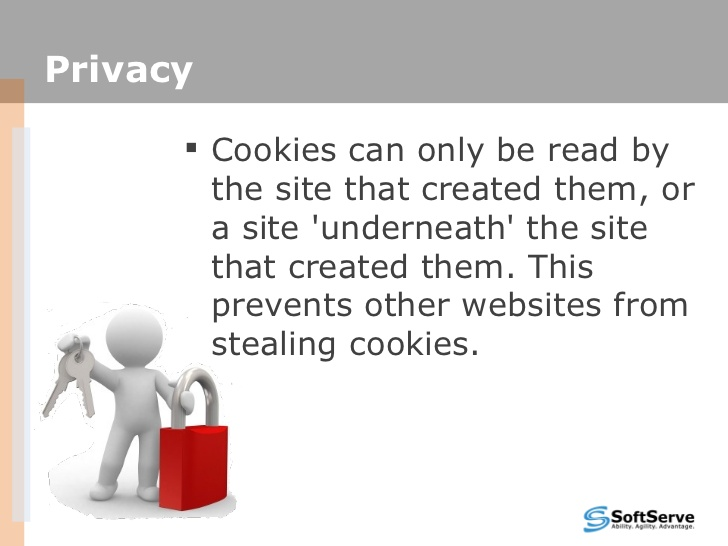 Privacy
▪ Cookies can only be read by
the site that created them, or
a site 'underneath' the site
that created them. This
prevents other websites from
stealing cookies.
SoftServe
Ability. Agility. Advantage.